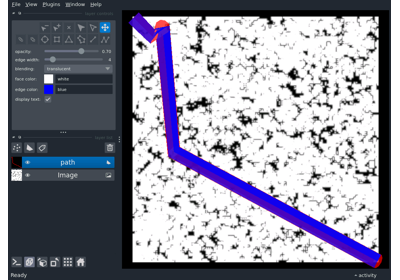 File View Plugins Window Help
opacity: 0.70
edge width: 4
blending: translucent
face color: white
edge color: blue
display text: ✓
path
Image
Ready
activity